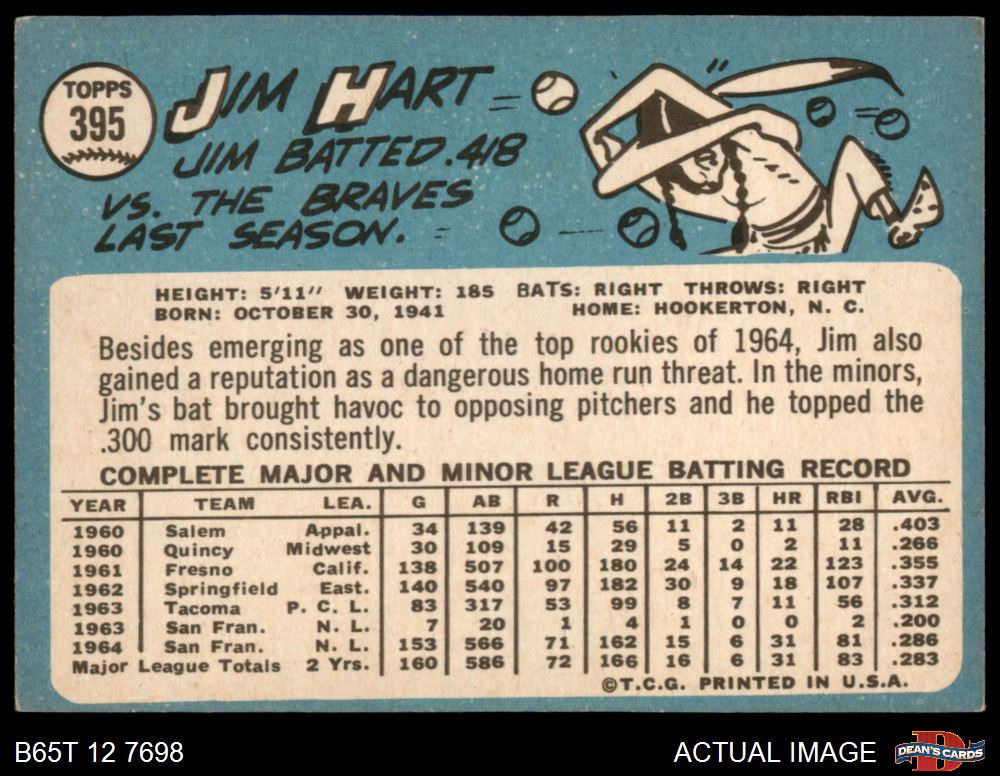 TOPPS
395
JIM HART
JIM BATTED .418
VS. THE BRAVES
LAST SEASON.
HEIGHT: 5'11" WEIGHT: 185 BATS: RIGHT THROWS: RIGHT
BORN: OCTOBER 30, 1941 HOME: HOOKERTON, N. C.
Besides emerging as one of the top rookies of 1964, Jim also
gained a reputation as a dangerous home run threat. In the minors,
Jim's bat brought havoc to opposing pitchers and he topped the
.300 mark consistently.
COMPLETE MAJOR AND MINOR LEAGUE BATTING RECORD
YEAR TEAM LEA. G AB R H 2B 3B HR RBI AVG.
1960 Salem Appal. 34 139 42 56 11 2 11 28 .403
1960 Quincy Midwest 30 109 15 29 5 0 2 11 .266
1961 Fresno Calif. 138 507 100 180 24 14 22 123 .355
1962 Springfield East. 140 540 97 182 30 9 18 107 .337
1963 Tacoma P. C. L. 83 317 53 99 8 7 11 56 .312
1963 San Fran. N. L. 7 20 1 4 1 0 0 2 .200
1964 San Fran. N. L. 153 566 71 162 15 6 31 81 .286
Major League Totals 2 Yrs. 160 586 72 166 16 6 31 83 .283
©T.C.G. PRINTED IN U.S.A.
B65T 12 7698 ACTUAL IMAGE
DEAN'S CARDS